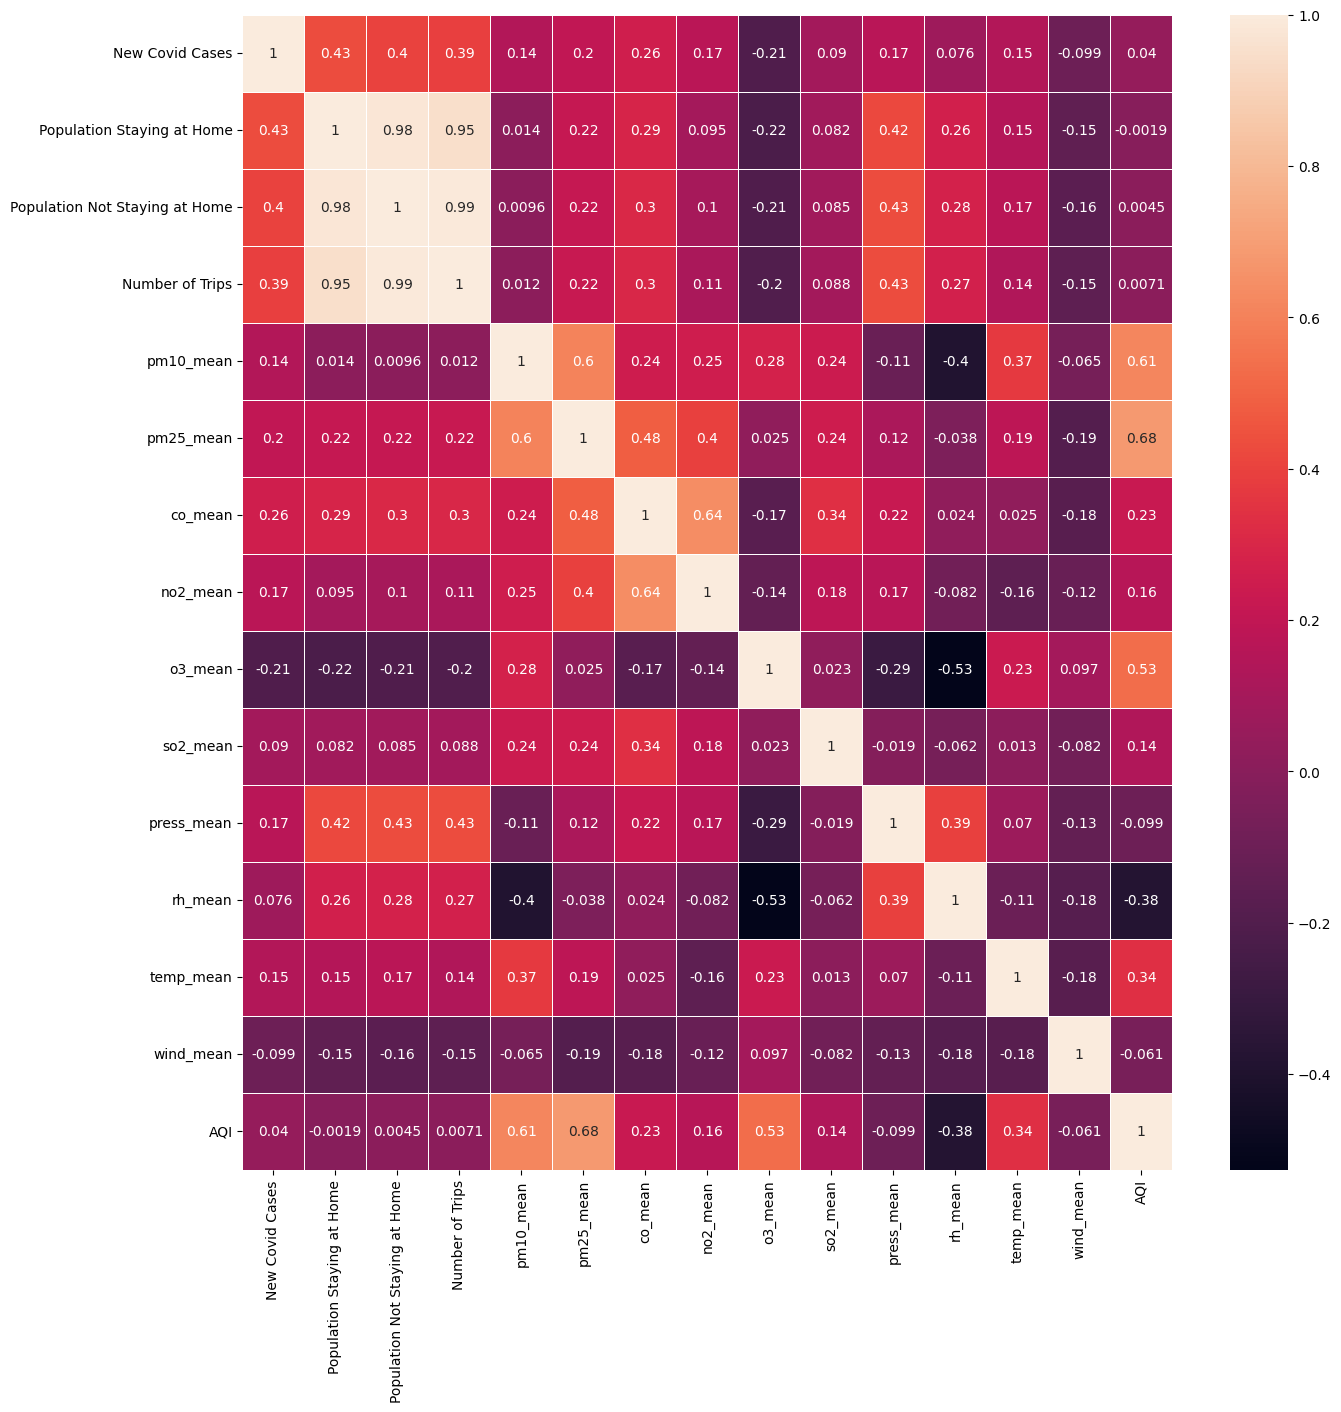 New Covid Cases 1 0.43 0.4 0.39 0.14 0.2 0.26 0.17 -0.21 0.09 0.17 0.076 0.15 -0.099 0.04
Population Staying at Home 0.43 1 0.98 0.95 0.014 0.22 0.29 0.095 -0.22 0.082 0.42 0.26 0.15 -0.15 -0.0019
Population Not Staying at Home 0.4 0.98 1 0.99 0.0096 0.22 0.3 0.1 -0.21 0.085 0.43 0.28 0.17 -0.16 0.0045
Number of Trips 0.39 0.95 0.99 1 0.012 0.22 0.3 0.11 -0.2 0.088 0.43 0.27 0.14 -0.15 0.0071
pm10_mean 0.14 0.014 0.0096 0.012 1 0.6 0.24 0.25 0.28 0.24 -0.11 -0.4 0.37 -0.065 0.61
pm25_mean 0.2 0.22 0.22 0.22 0.6 1 0.48 0.4 0.025 0.24 0.12 -0.038 0.19 -0.19 0.68
co_mean 0.26 0.29 0.3 0.3 0.24 0.48 1 0.64 -0.17 0.34 0.22 0.024 0.025 -0.18 0.23
no2_mean 0.17 0.095 0.1 0.11 0.25 0.4 0.64 1 -0.14 0.18 0.17 -0.082 -0.16 -0.12 0.16
o3_mean -0.21 -0.22 -0.21 -0.2 0.28 0.025 -0.17 -0.14 1 0.023 -0.29 -0.53 0.23 0.097 0.53
so2_mean 0.09 0.082 0.085 0.088 0.24 0.24 0.34 0.18 0.023 1 -0.019 -0.062 0.013 -0.082 0.14
press_mean 0.17 0.42 0.43 0.43 -0.11 0.12 0.22 0.17 -0.29 -0.019 1 0.39 0.07 -0.13 -0.099
rh_mean 0.076 0.26 0.28 0.27 -0.4 -0.038 0.024 -0.082 -0.53 -0.062 0.39 1 -0.11 -0.18 -0.38
temp_mean 0.15 0.15 0.17 0.14 0.37 0.19 0.025 -0.16 0.23 0.013 0.07 -0.11 1 -0.18 0.34
wind_mean -0.099 -0.15 -0.16 -0.15 -0.065 -0.19 -0.18 -0.12 0.097 -0.082 -0.13 -0.18 -0.18 1 -0.061
AQI 0.04 -0.0019 0.0045 0.0071 0.61 0.68 0.23 0.16 0.53 0.14 -0.099 -0.38 0.34 -0.061 1
New Covid Cases
Population Staying at Home
Population Not Staying at Home
Number of Trips
pm10_mean
pm25_mean
co_mean
no2_mean
o3_mean
so2_mean
press_mean
rh_mean
temp_mean
wind_mean
AQI
1.0
0.8
0.6
0.4
0.2
0.0
−0.2
−0.4